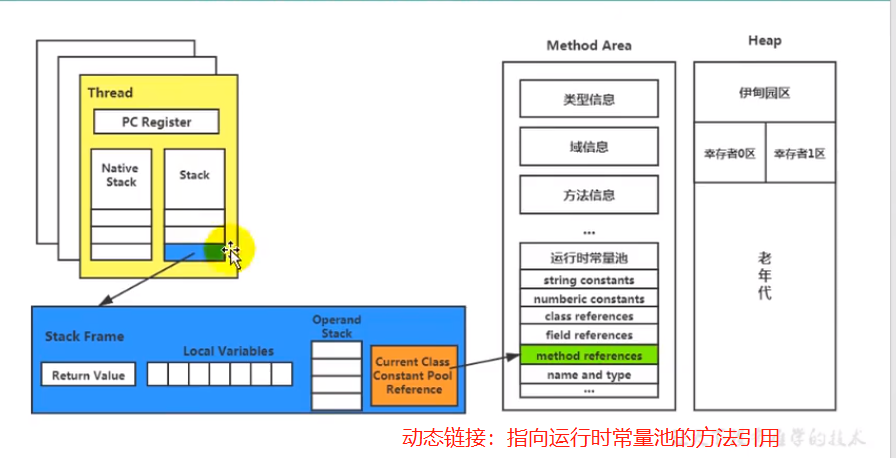 Thread
PC Register
Native
Stack
Stack
Stack Frame
Return Value
Local Variables
Operand
Stack
Current Class
Constant Pool
Reference
Method Area
类型信息
域信息
方法信息
...
运行时常量池
string constants
numberic constants
class references
field references
method references
name and type
...
Heap
伊甸园区
幸存者0区
幸存者1区
老年代
动态链接：指向运行时常量池的方法引用
学的技术